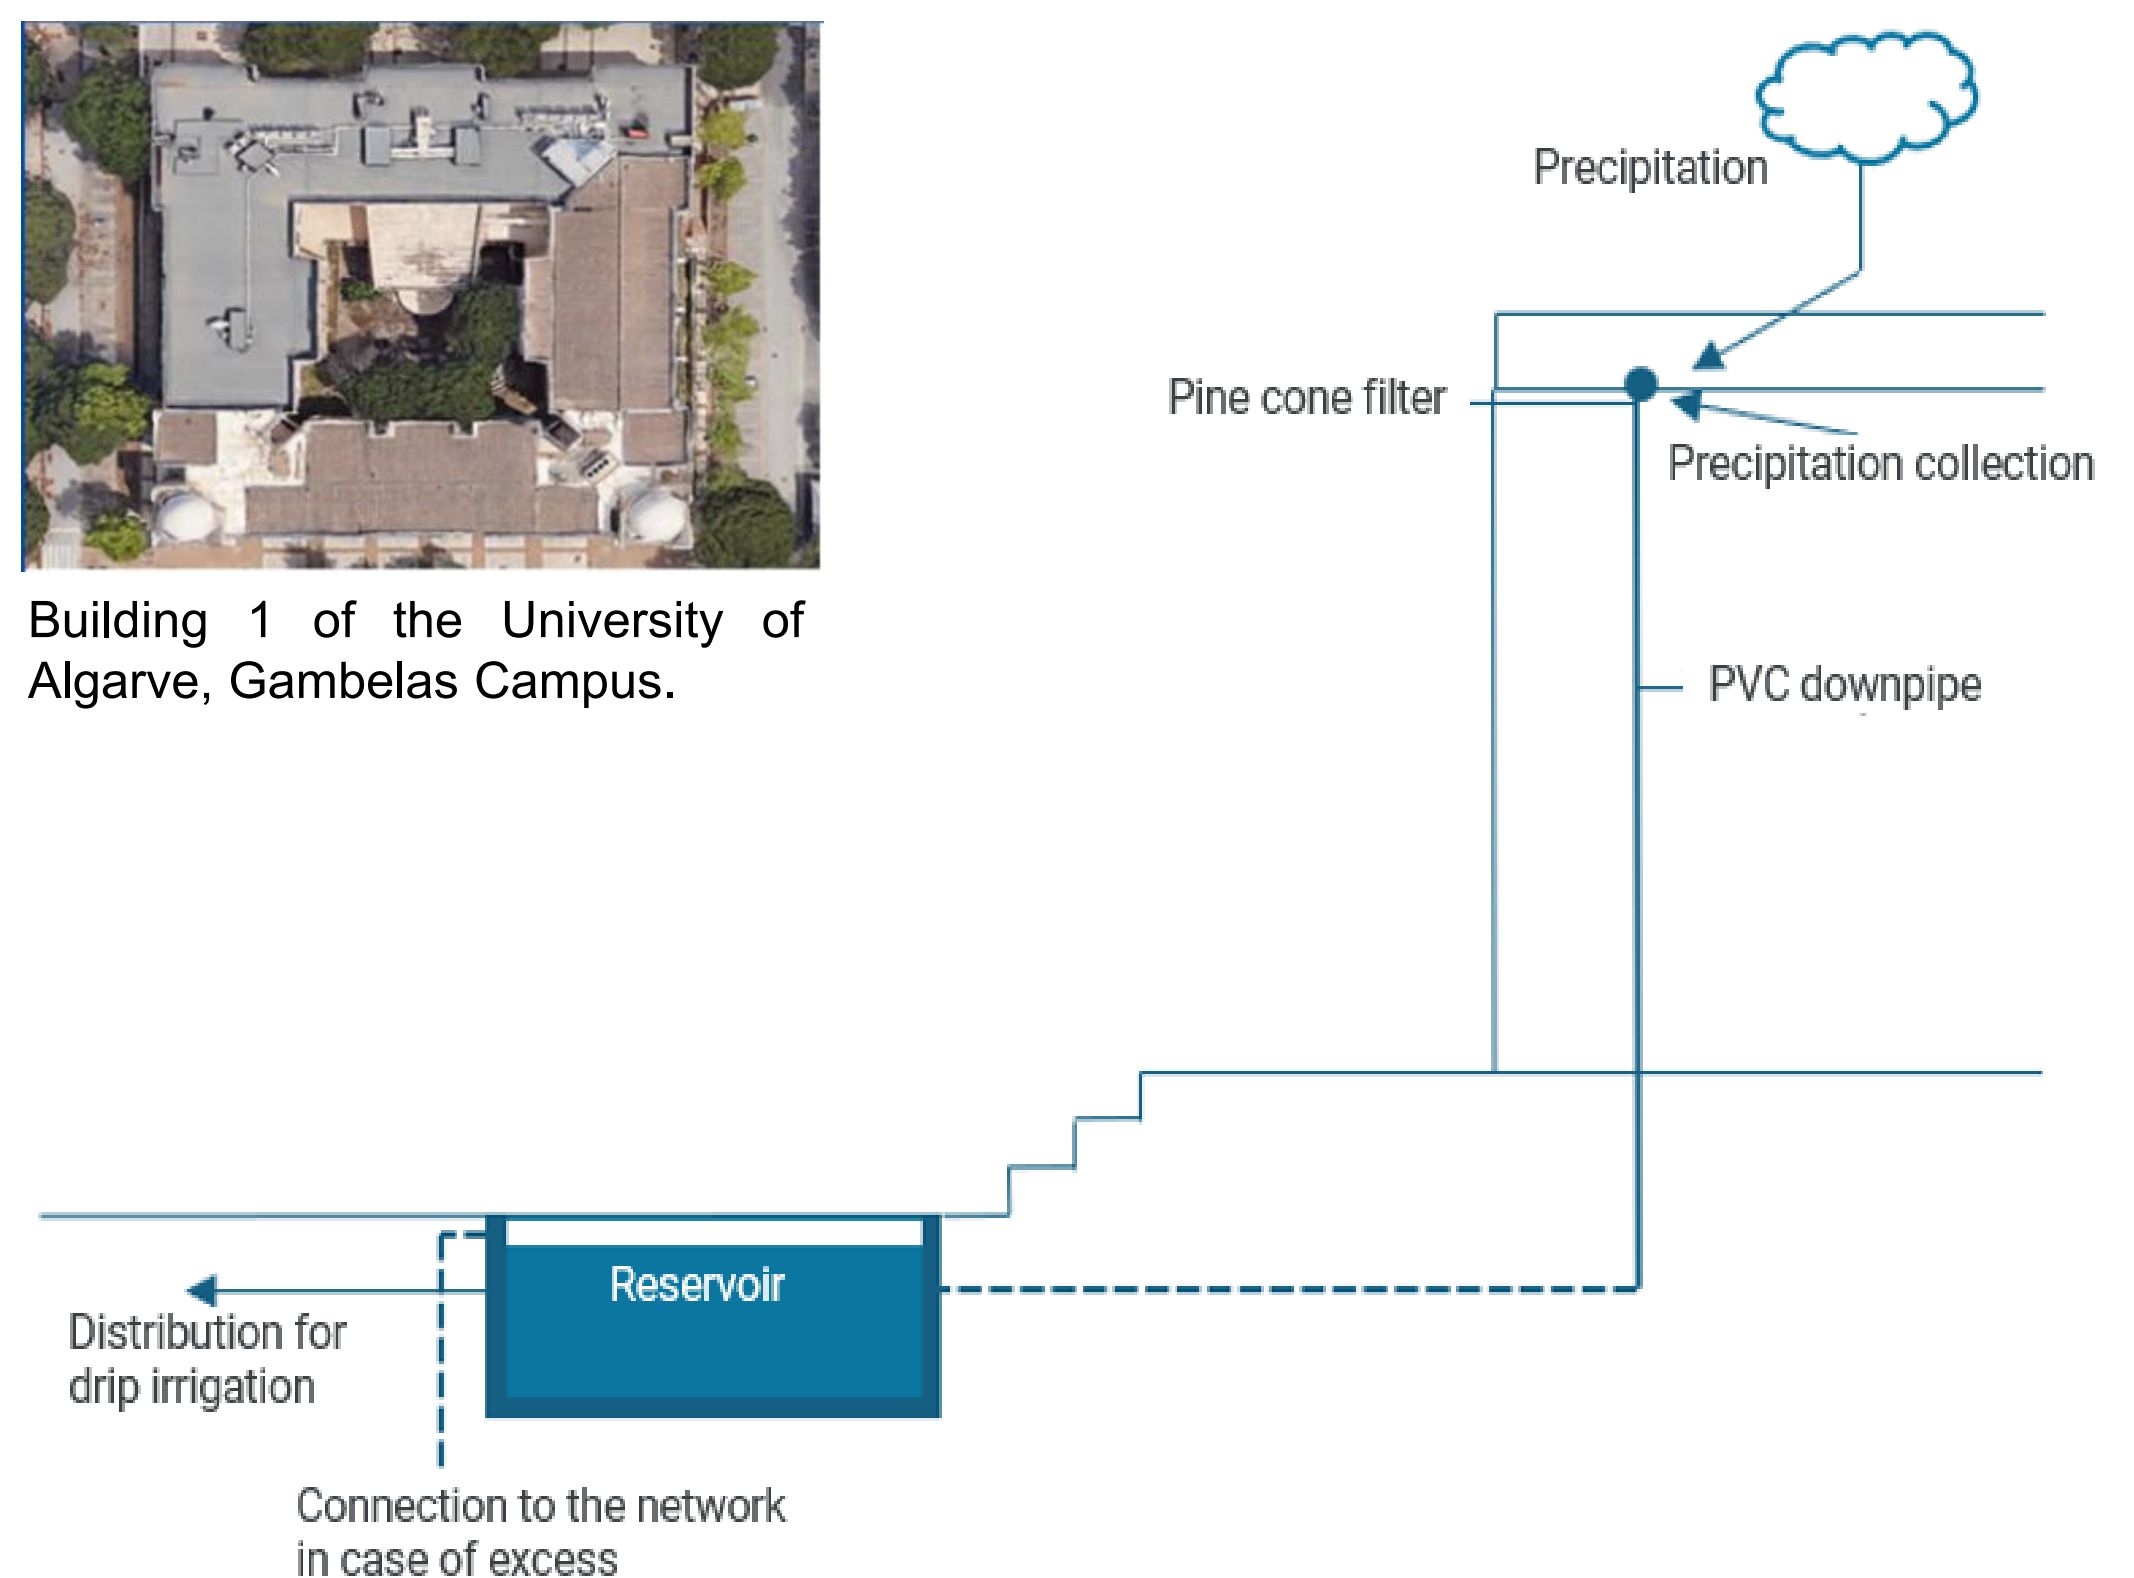 Building 1 of the University of
Algarve, Gambelas Campus.
Precipitation
Pine cone filter
Precipitation collection
PVC downpipe
Reservoir
Distribution for
drip irrigation
Connection to the network
in case of excess